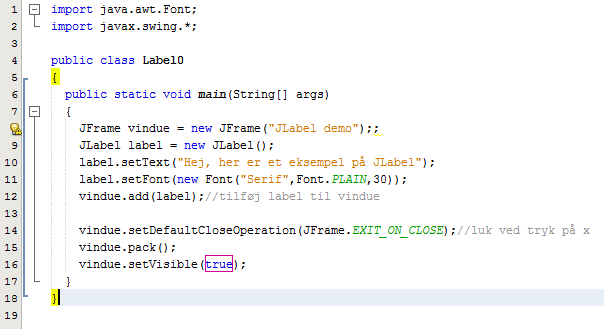 1 import java.awt.Font;
2 import javax.swing.*;
3
4 public class Label0
5 {
6 public static void main(String[] args)
7 {
JFrame vindue = new JFrame("JLabel demo");;
9 JLabel label = new JLabel();
10 label.setText("Hej, her er et eksempel på JLabel");
11 label.setFont(new Font("Serif",Font.PLAIN,30));
12 vindue.add(label);//tilføj label til vindue
13
14 vindue.setDefaultCloseOperation(JFrame.EXIT_ON_CLOSE);//luk ved tryk på x
15 vindue.pack();
16 vindue.setVisible(true);
17 }
18 }
19